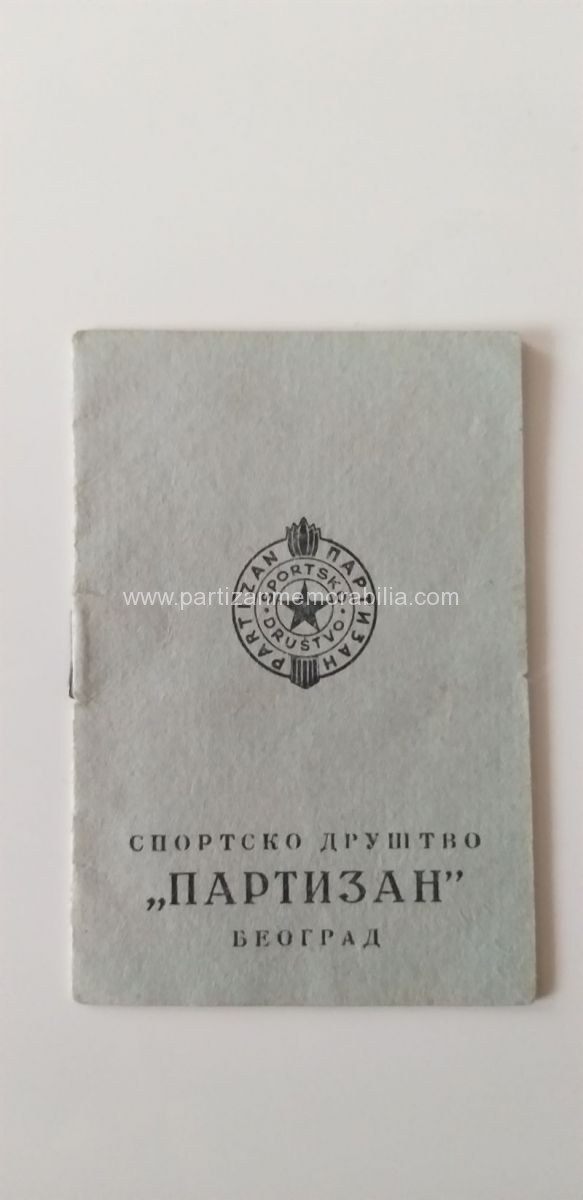 PARTIZAN ПАРТИЗАН
SPORTSKO
DRUŠTVO
www.partizanmemorabilia.com
СПОРТСКО ДРУШТВО
„ПАРТИЗАН”
БЕОГРАД